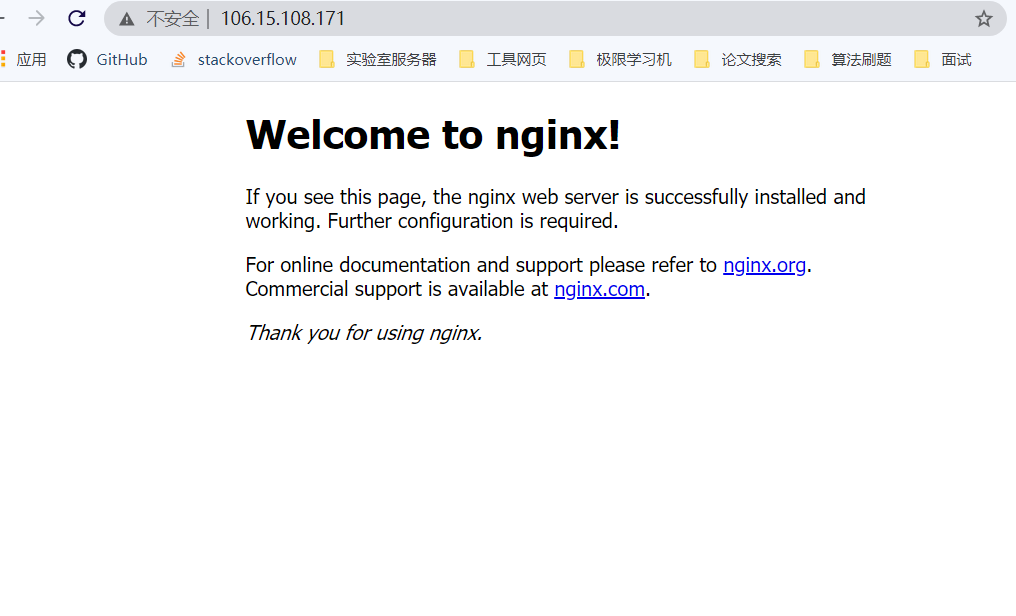 不安全 | 106.15.108.171
应用 GitHub stackoverflow 实验室服务器 工具网页 极限学习机 论文搜索 算法刷题 面试
Welcome to nginx!
If you see this page, the nginx web server is successfully installed and
working. Further configuration is required.
For online documentation and support please refer to nginx.org.
Commercial support is available at nginx.com.
Thank you for using nginx.